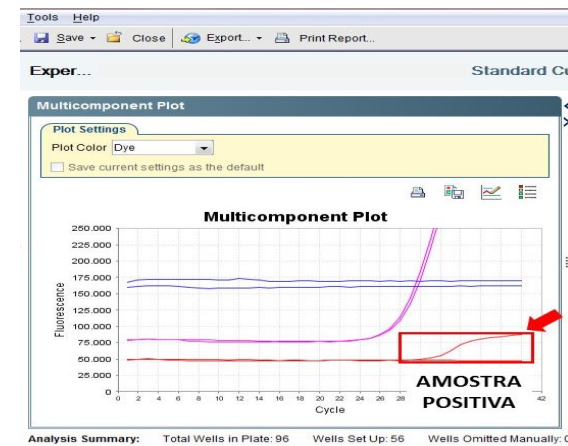 Tools Help
Save Close Export... Print Report...
Exper... Standard Cu
Multicomponent Plot
Plot Settings
Plot Color Dye
Save current settings as the default
Multicomponent Plot
250.000
225.000
200.000
175.000
150.000
125.000
100.000
75.000
50.000
25.000
0
Fluorescence
0 2 4 6 8 10 12 14 16 18 20 22 24 26 28 42
Cycle
AMOSTRA
POSITIVA
Analysis Summary: Total Wells in Plate: 96 Wells Set Up: 56 Wells Omitted Manually: 0